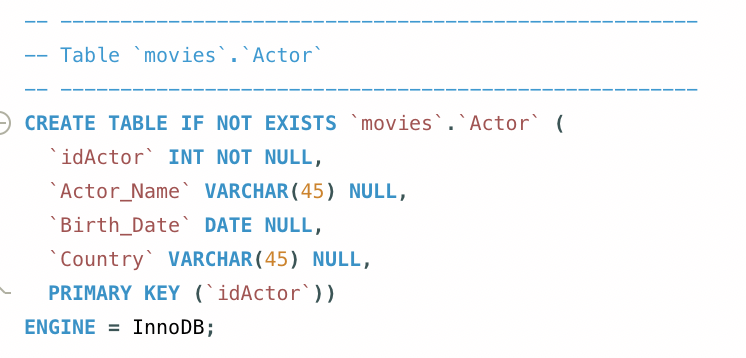 -- -----------------------------------------------------
-- Table `movies`.`Actor`
-- -----------------------------------------------------
CREATE TABLE IF NOT EXISTS `movies`.`Actor` (
  `idActor` INT NOT NULL,
  `Actor_Name` VARCHAR(45) NULL,
  `Birth_Date` DATE NULL,
  `Country` VARCHAR(45) NULL,
  PRIMARY KEY (`idActor`))
ENGINE = InnoDB;